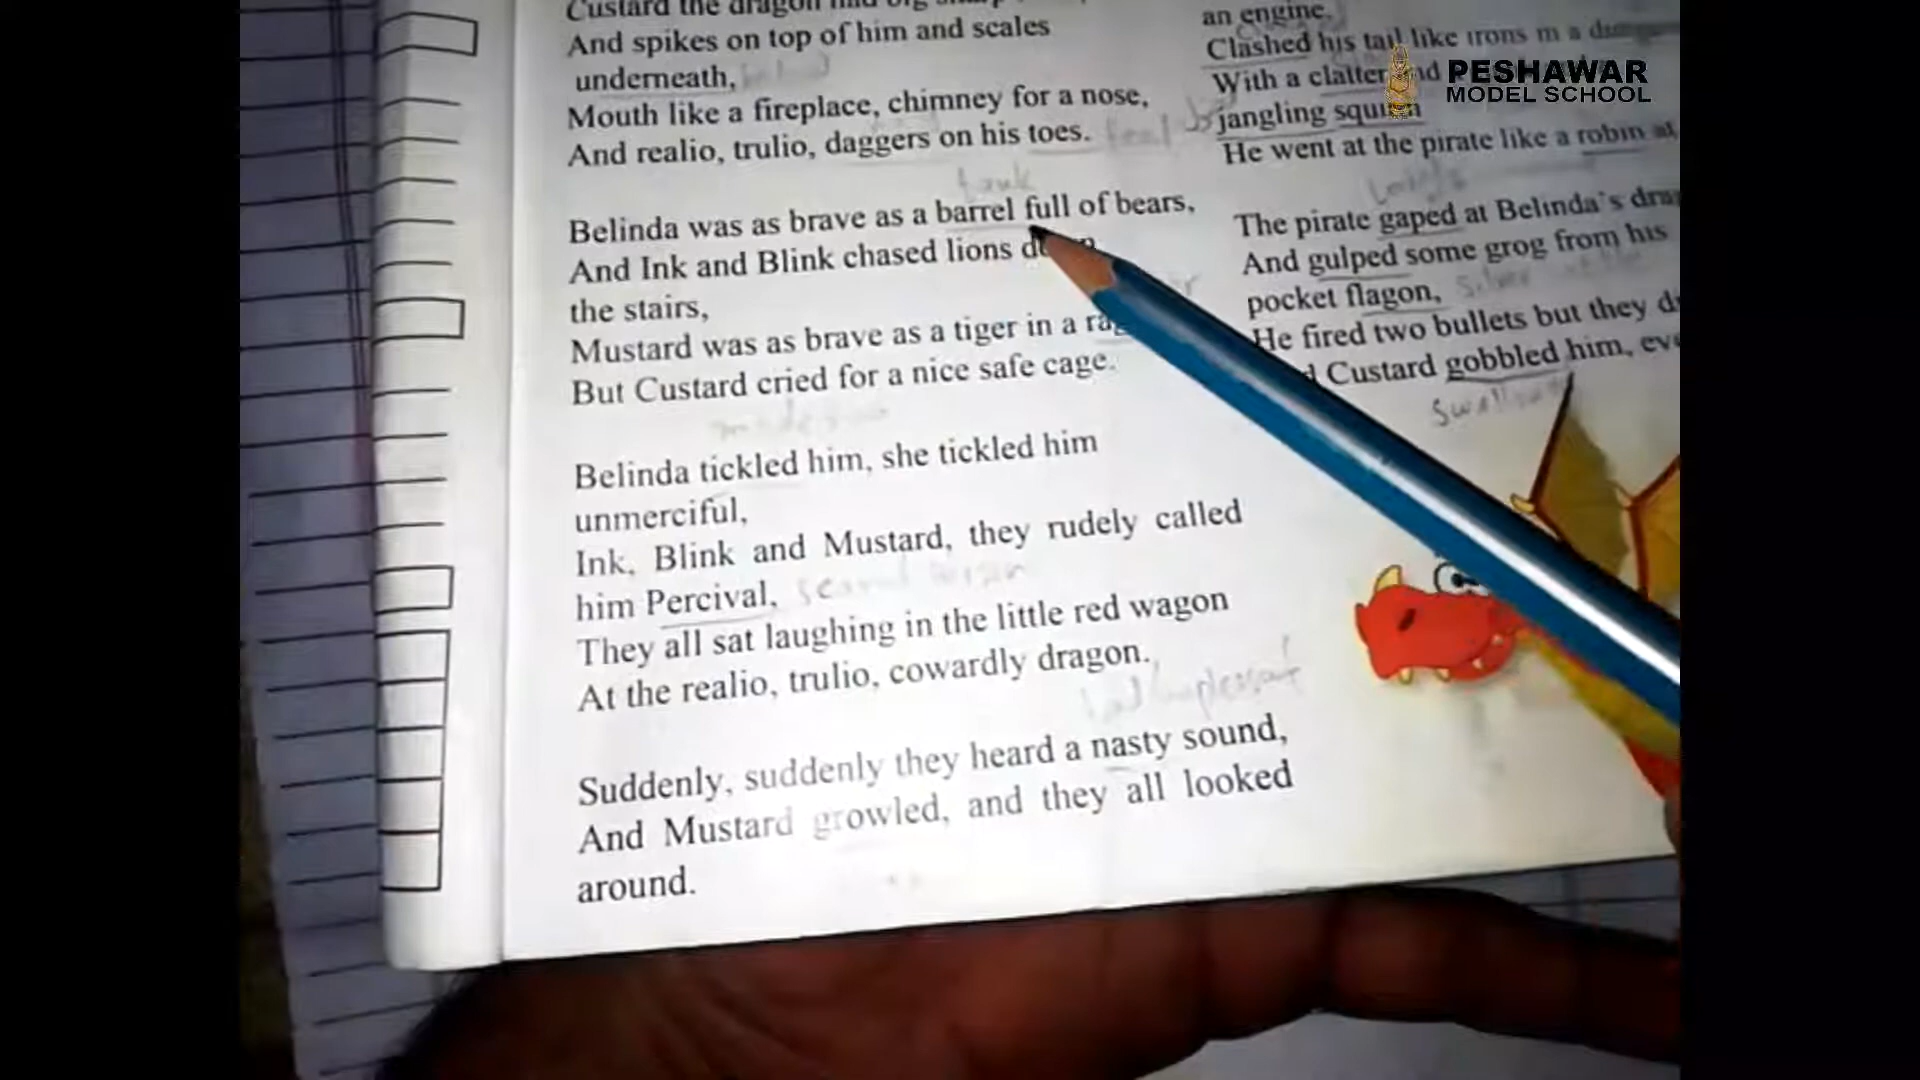 Custard the dragon had big sharp
And spikes on top of him and scales
underneath,
Mouth like a fireplace, chimney for a nose,
And realio, trulio, daggers on his toes.
tank
Belinda was as brave as a barrel full of bears,
And Ink and Blink chased lions
the stairs,
Mustard was as brave as a tiger in a
But Custard cried for a nice safe cage.
Belinda tickled him, she tickled him
unmerciful,
Ink, Blink and Mustard, they rudely called
him Percival,
They all sat laughing in the little red wagon
At the realio, trulio, cowardly dragon.
Suddenly, suddenly they heard a nasty sound,
And Mustard growled, and they all looked
around.
an engine.
Clashed his tail like irons in a
With a clatter
jangling
He went at the pirate like a robin at
The pirate gaped at Belinda's
And gulped some grog from his
pocket flagon,
He fired two bullets but they
Custard gobbled him,
PESHAWAR
MODEL SCHOOL